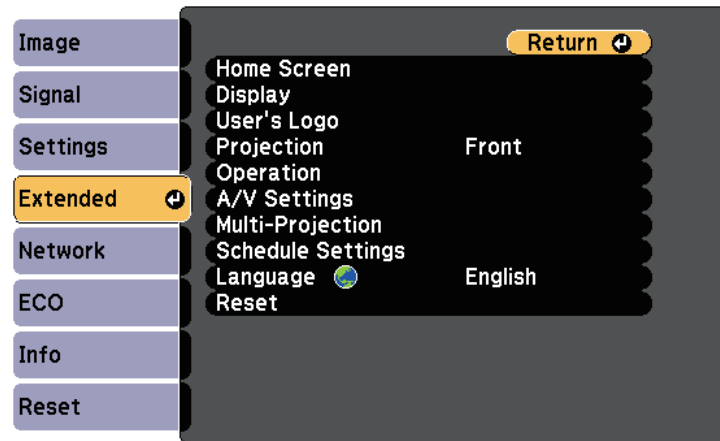 Image
Signal
Settings
Extended
Network
ECO
Info
Reset
Return
Home Screen
Display
User's Logo
Projection Front
Operation
A/V Settings
Multi-Projection
Schedule Settings
Language English
Reset